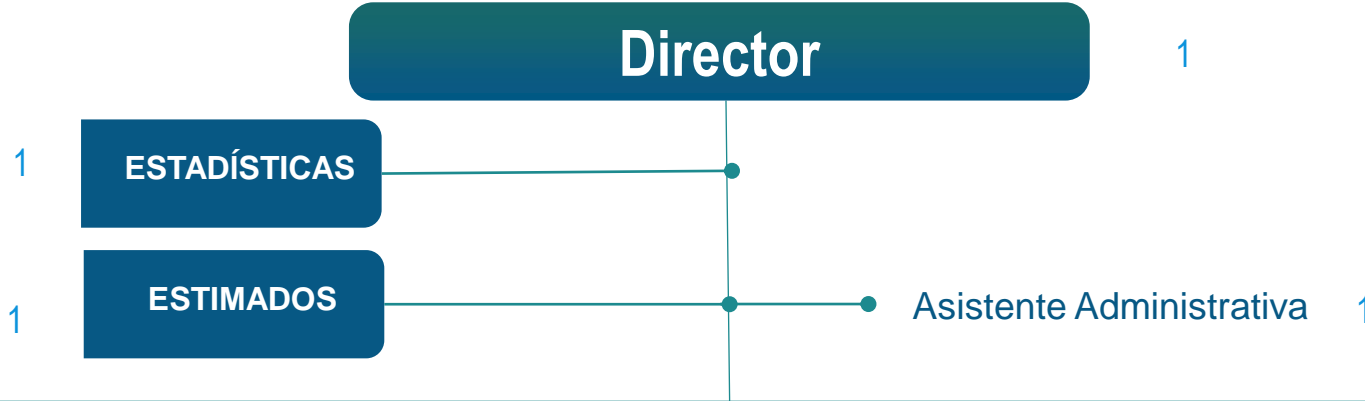 Director
1
1
ESTADÍSTICAS
1
ESTIMADOS
Asistente Administrativa
1